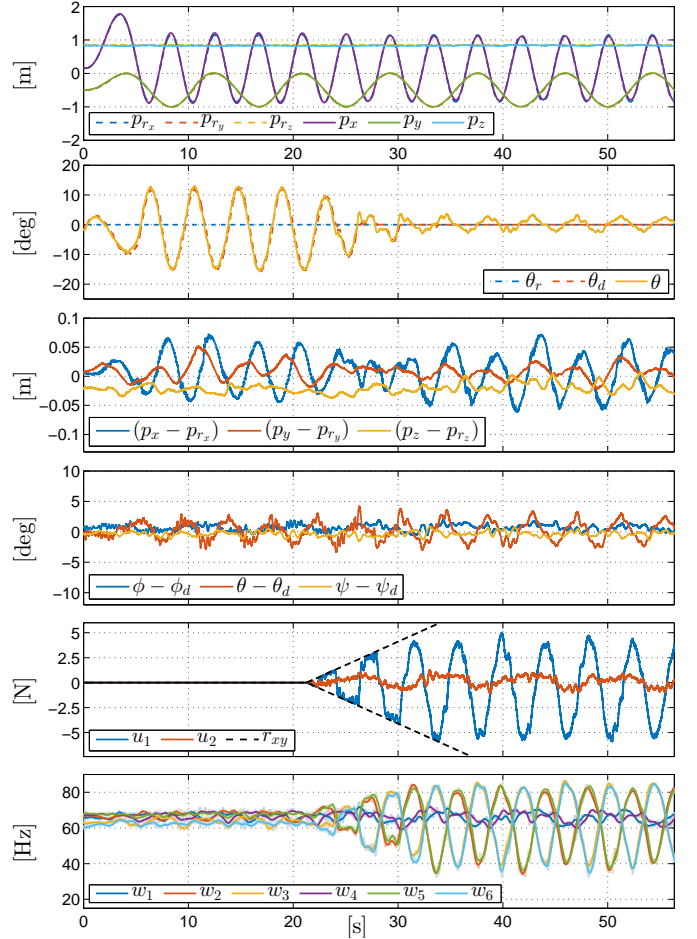 2
1
0
−1
−2
[m]
0 10 20 30 40 50
p_{r_x} p_{r_y} p_{r_z} p_x p_y p_z
20
10
0
−10
−20
[deg]
0 10 20 30 40 50
θ_r θ_d θ
0.1
0.05
0
−0.05
−0.1
[m]
0 10 20 30 40 50
(p_x − p_{r_x}) (p_y − p_{r_y}) (p_z − p_{r_z})
10
5
0
−5
−10
[deg]
0 10 20 30 40 50
ϕ − ϕ_d θ − θ_d ψ − ψ_d
5
2.5
0
−2.5
−5
[N]
0 10 20 30 40 50
u_1 u_2 r_{xy}
80
60
40
20
[Hz]
w_1 w_2 w_3 w_4 w_5 w_6
0 10 20 30 40 50
[s]